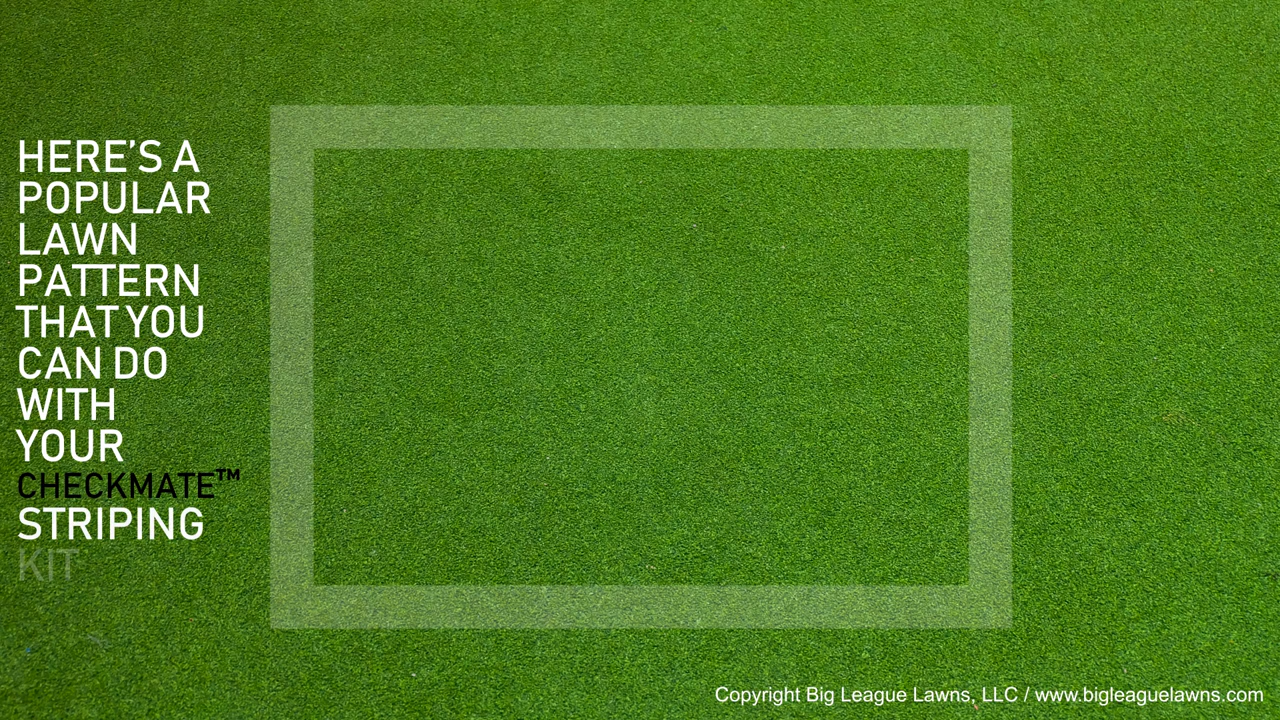 HERE'S A
POPULAR
LAWN
PATTERN
THAT YOU
CAN DO
WITH
YOUR
CHECKMATE™
STRIPING
KIT
Copyright Big League Lawns, LLC / www.bigleaguelawns.com